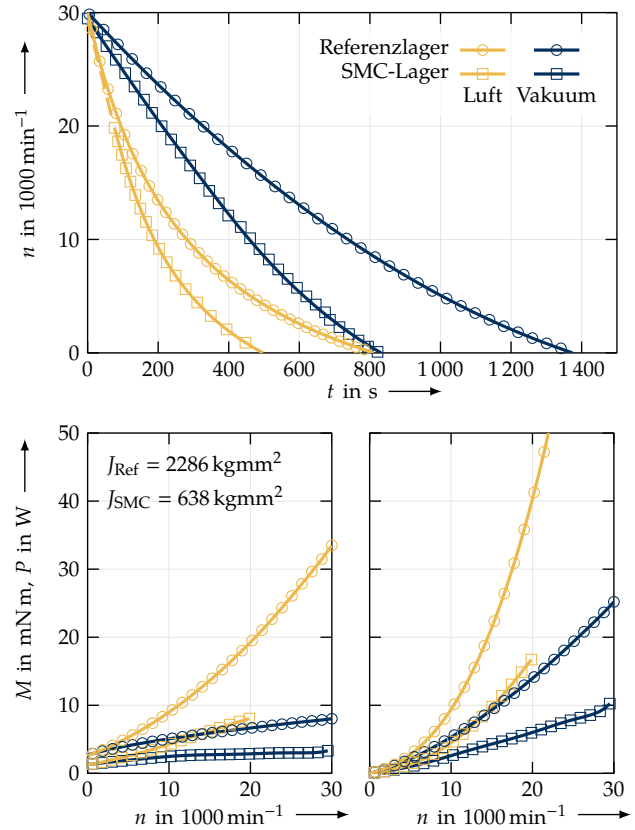 30
20
10
0
n in 1000 min⁻¹
Referenzlager
SMC-Lager
Luft Vakuum
0 200 400 600 800 1 000 1 200 1 400
t in s
50
40
30
20
10
0
M in mN m, P in W
J_Ref = 2286 kgmm²
J_SMC = 638 kgmm²
0 10 20 30 0 10 20 30
n in 1000 min⁻¹ n in 1000 min⁻¹